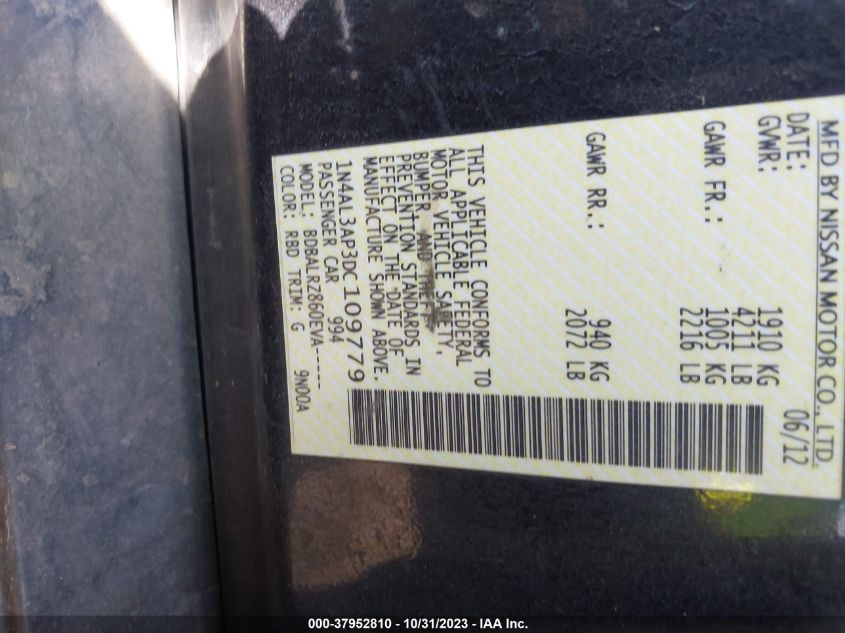 MFD BY NISSAN MOTOR CO., LTD.
DATE: 06/12
GVWR: 1910 KG
4211 LB
GAWR FR.: 1005 KG
2216 LB
GAWR RR.: 940 KG
2072 LB
THIS VEHICLE CONFORMS TO
ALL APPLICABLE FEDERAL
MOTOR VEHICLE SAFETY,
BUMPER, AND THEFT
PREVENTION STANDARDS IN
EFFECT ON THE DATE OF
MANUFACTURE SHOWN ABOVE.
1N4AL3AP3DC109779
PASSENGER CAR 994
MODEL: BDBALRZ860EVA-----
COLOR: RBD TRIM: G 9N00A
000-37952810 - 10/31/2023 - IAA Inc.